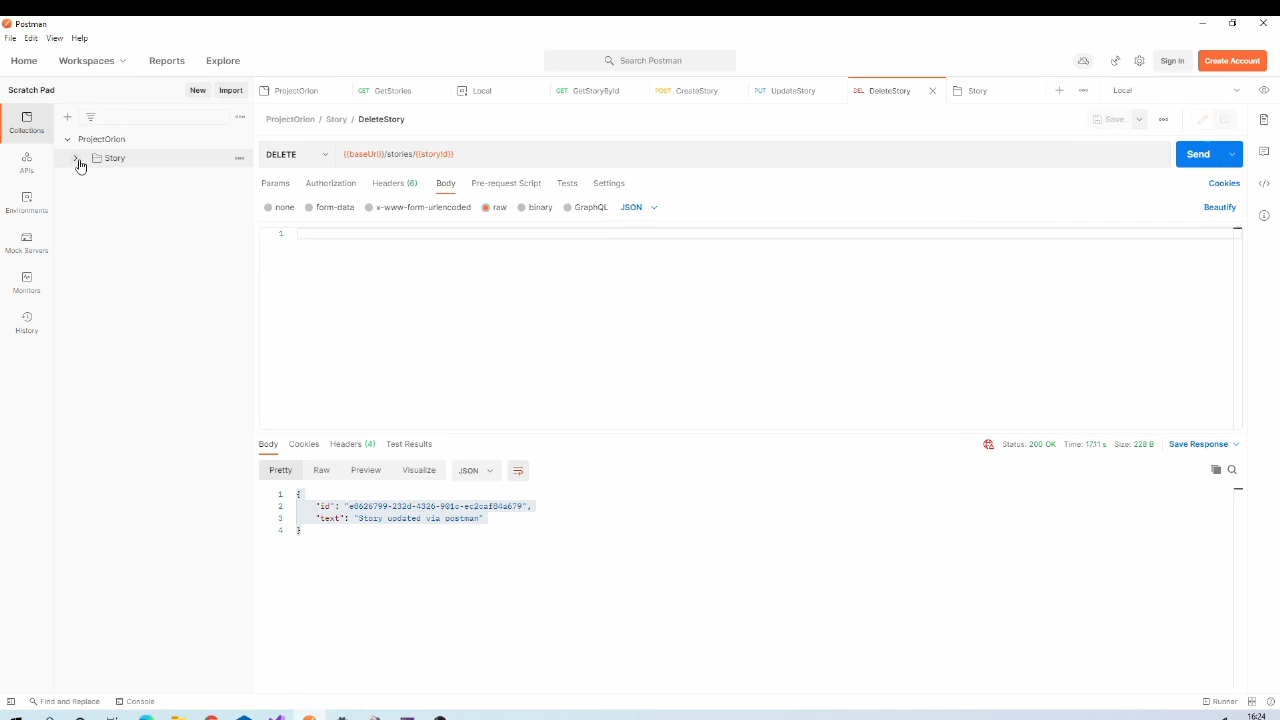 Postman
File Edit View Help
Home Workspaces Reports Explore Search Postman Sign In Create Account
Scratch Pad New Import ProjectOrion GET GetStories Local GET GetStoryById POST CreateStory PUT UpdateStory DEL DeleteStory Story Local
Collections
ProjectOrion / Story / DeleteStory Save
ProjectOrion
Story
DELETE {{baseUrl}}/stories/{{storyId}} Send
APIs
Params Authorization Headers (6) Body Pre-request Script Tests Settings Cookies
Environments
none form-data x-www-form-urlencoded raw binary GraphQL JSON Beautify
1
Mock Servers
Monitors
History
Body Cookies Headers (4) Test Results Status: 200 OK Time: 17.11 s Size: 228 B Save Response
Pretty Raw Preview Visualize JSON
1 {
2 "id": "e8626799-232d-4326-901c-ec2caf84a679",
3 "text": "Story updated via postman"
4 }
Find and Replace Console Runner
16:24